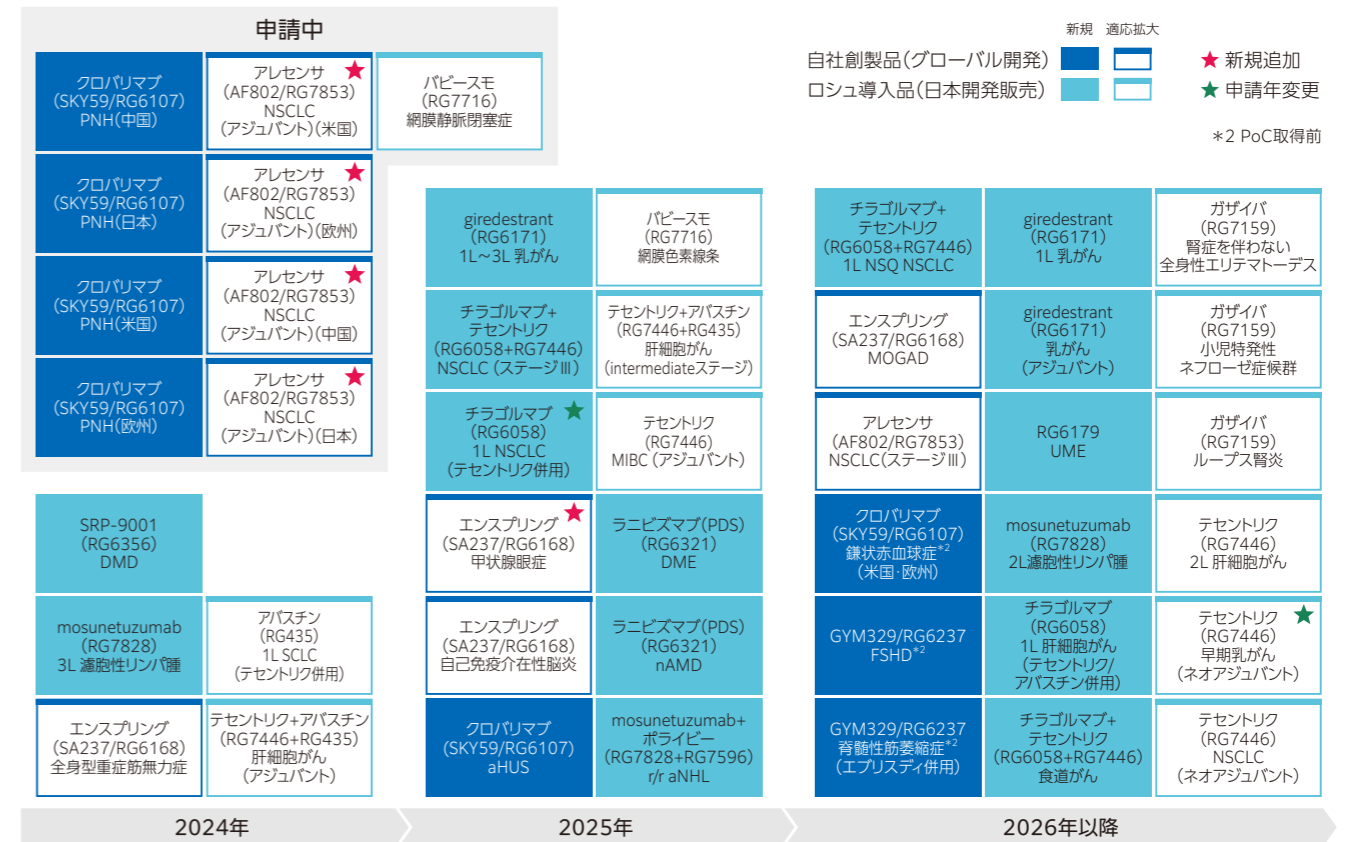 申請中
新規 適応拡大
自社創製品(グローバル開発)
ロシュ導入品(日本開発販売)
★ 新規追加
★ 申請年変更
＊2 PoC取得前
クロバリマブ
(SKY59/RG6107)
PNH(中国)
アレセンサ ★
(AF802/RG7853)
NSCLC
(アジュバント)(米国)
バビースモ
(RG7716)
網膜静脈閉塞症
クロバリマブ
(SKY59/RG6107)
PNH(日本)
アレセンサ ★
(AF802/RG7853)
NSCLC
(アジュバント)(欧州)
クロバリマブ
(SKY59/RG6107)
PNH(米国)
アレセンサ ★
(AF802/RG7853)
NSCLC
(アジュバント)(中国)
クロバリマブ
(SKY59/RG6107)
PNH(欧州)
アレセンサ ★
(AF802/RG7853)
NSCLC
(アジュバント)(日本)
SRP-9001
(RG6356)
DMD
mosunetuzumab
(RG7828)
3L 濾胞性リンパ腫
アバスチン
(RG435)
1L SCLC
(テセントリク併用)
エンスプリング
(SA237/RG6168)
全身型重症筋無力症
テセントリク+アバスチン
(RG7446+RG435)
肝細胞がん
(アジュバント)
giredestrant
(RG6171)
1L～3L 乳がん
バビースモ
(RG7716)
網膜色素線条
チラゴルマブ+
テセントリク
(RG6058+RG7446)
NSCLC (ステージⅢ)
テセントリク+アバスチン
(RG7446+RG435)
肝細胞がん
(intermediateステージ)
チラゴルマブ ★
(RG6058)
1L NSCLC
(テセントリク併用)
テセントリク
(RG7446)
MIBC (アジュバント)
エンスプリング ★
(SA237/RG6168)
甲状腺眼症
ラニビズマブ(PDS)
(RG6321)
DME
エンスプリング
(SA237/RG6168)
自己免疫介在性脳炎
ラニビズマブ(PDS)
(RG6321)
nAMD
クロバリマブ
(SKY59/RG6107)
aHUS
mosunetuzumab+
ポライビー
(RG7828+RG7596)
r/r aNHL
チラゴルマブ+
テセントリク
(RG6058+RG7446)
1L NSQ NSCLC
giredestrant
(RG6171)
1L 乳がん
ガザイバ
(RG7159)
腎症を伴わない
全身性エリテマトーデス
エンスプリング
(SA237/RG6168)
MOGAD
giredestrant
(RG6171)
乳がん
(アジュバント)
ガザイバ
(RG7159)
小児特発性
ネフローゼ症候群
アレセンサ
(AF802/RG7853)
NSCLC(ステージⅢ)
RG6179
UME
ガザイバ
(RG7159)
ループス腎炎
クロバリマブ
(SKY59/RG6107)
鎌状赤血球症*2
(米国･欧州)
mosunetuzumab
(RG7828)
2L濾胞性リンパ腫
テセントリク
(RG7446)
2L 肝細胞がん
GYM329/RG6237
FSHD*2
チラゴルマブ
(RG6058)
1L 肝細胞がん
(テセントリク/
アバスチン併用)
テセントリク ★
(RG7446)
早期乳がん
(ネオアジュバント)
GYM329/RG6237
脊髄性筋萎縮症*2
(エブリスディ併用)
チラゴルマブ+
テセントリク
(RG6058+RG7446)
食道がん
テセントリク
(RG7446)
NSCLC
(ネオアジュバント)
2024年
2025年
2026年以降